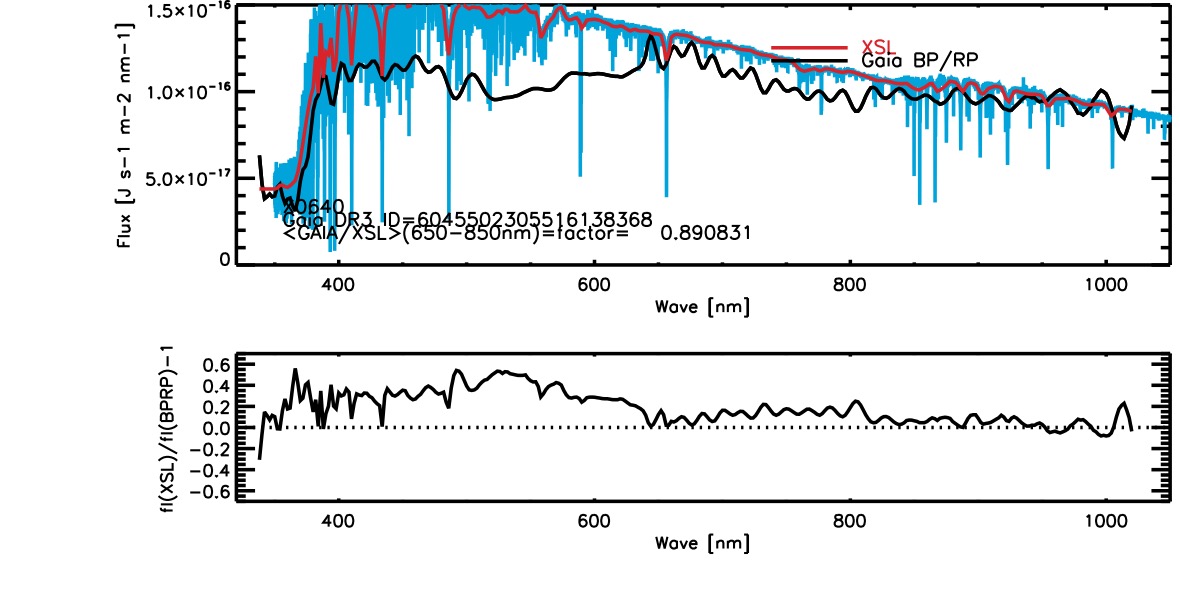 1.5×10−16
1.0×10−16
5.0×10−17
0
Flux [J s−1 m−2 nm−1]
XSL
Gaia BP/RP
X0640
Gaia DR3 ID=6045502305516138368
<GAIA/XSL>(650−850nm)=factor= 0.890831
400 600 800 1000
Wave [nm]
fl(XSL)/fl(BPRP)−1
0.6
0.4
0.2
0.0
−0.2
−0.4
−0.6
400 600 800 1000
Wave [nm]